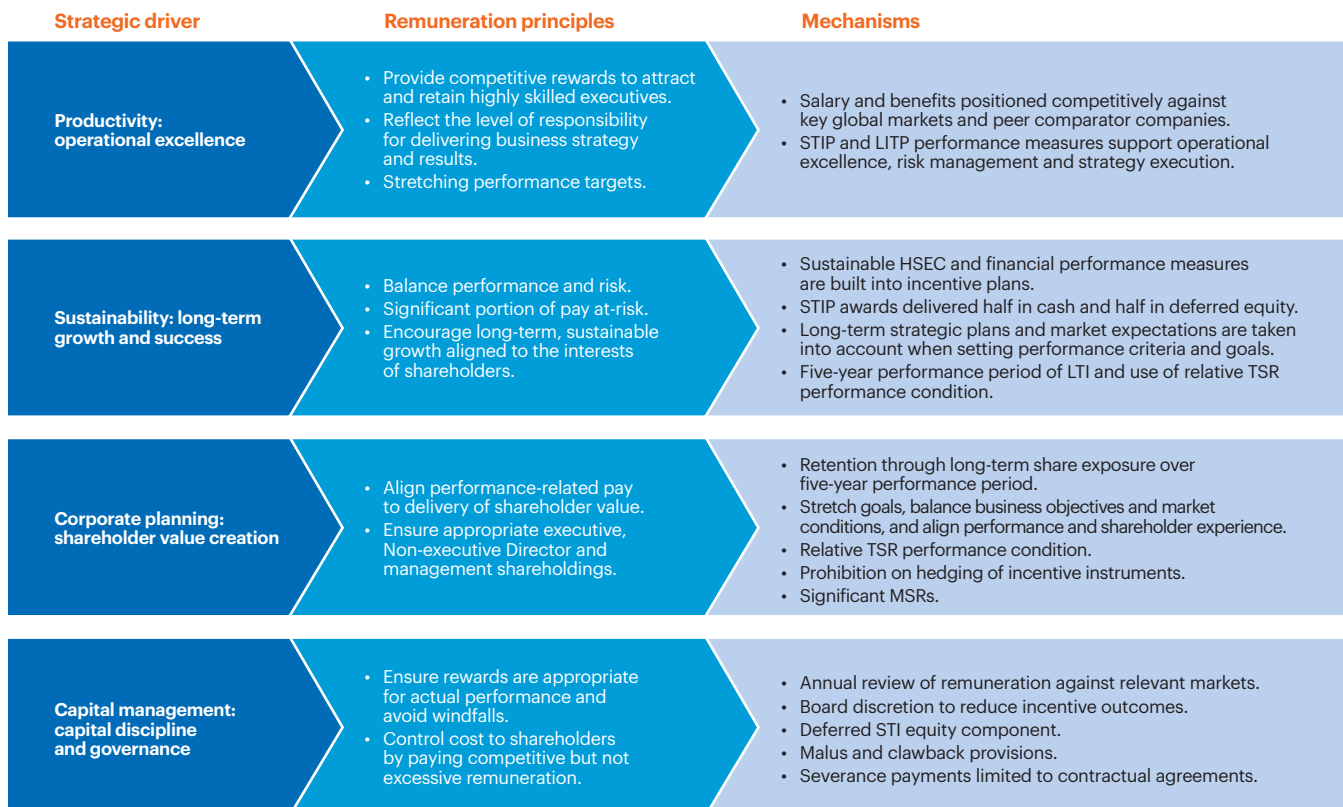 Strategic driver
Remuneration principles
Mechanisms
Productivity:
operational excellence
• Provide competitive rewards to attract
and retain highly skilled executives.
• Reflect the level of responsibility
for delivering business strategy
and results.
• Stretching performance targets.
• Salary and benefits positioned competitively against
key global markets and peer comparator companies.
• STIP and LITP performance measures support operational
excellence, risk management and strategy execution.
Sustainability: long-term
growth and success
• Balance performance and risk.
• Significant portion of pay at-risk.
• Encourage long-term, sustainable
growth aligned to the interests
of shareholders.
• Sustainable HSEC and financial performance measures
are built into incentive plans.
• STIP awards delivered half in cash and half in deferred equity.
• Long-term strategic plans and market expectations are taken
into account when setting performance criteria and goals.
• Five-year performance period of LTI and use of relative TSR
performance condition.
Corporate planning:
shareholder value creation
• Align performance-related pay
to delivery of shareholder value.
• Ensure appropriate executive,
Non-executive Director and
management shareholdings.
• Retention through long-term share exposure over
five-year performance period.
• Stretch goals, balance business objectives and market
conditions, and align performance and shareholder experience.
• Relative TSR performance condition.
• Prohibition on hedging of incentive instruments.
• Significant MSRs.
Capital management:
capital discipline
and governance
• Ensure rewards are appropriate
for actual performance and
avoid windfalls.
• Control cost to shareholders
by paying competitive but not
excessive remuneration.
• Annual review of remuneration against relevant markets.
• Board discretion to reduce incentive outcomes.
• Deferred STI equity component.
• Malus and clawback provisions.
• Severance payments limited to contractual agreements.